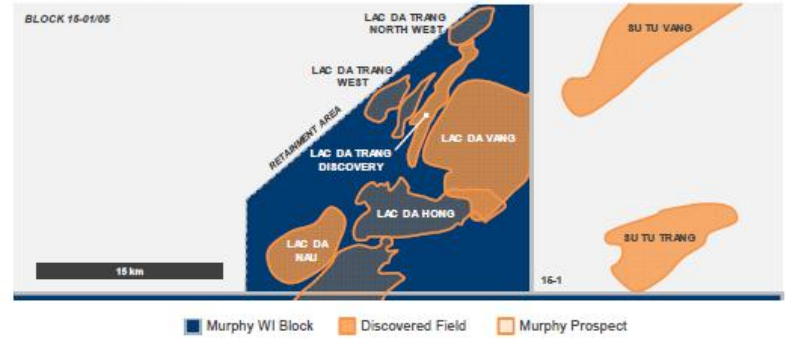 BLOCK 15-01/05
LAC DA TRANG
NORTH WEST
SU TU VANG
LAC DA TRANG
WEST
RETAINMENT AREA
LAC DA VANG
LAC DA TRANG
DISCOVERY
LAC DA HONG
SU TU TRANG
LAC DA
NAU
15 km
15-1
Murphy WI Block
Discovered Field
Murphy Prospect